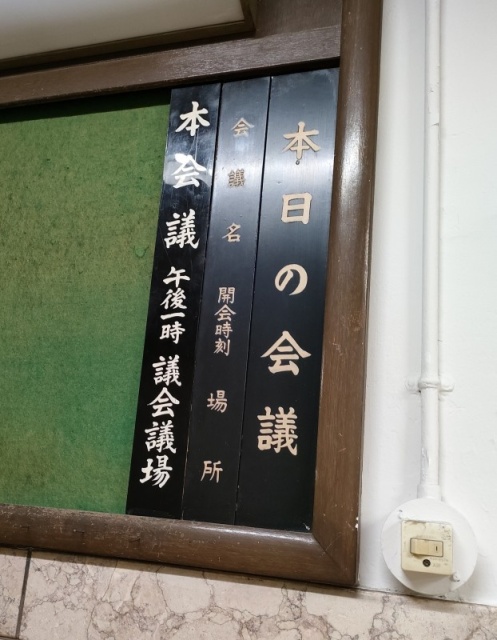 本日の会議
会議名 開会時刻 場所
本会議 午後一時 議会議場